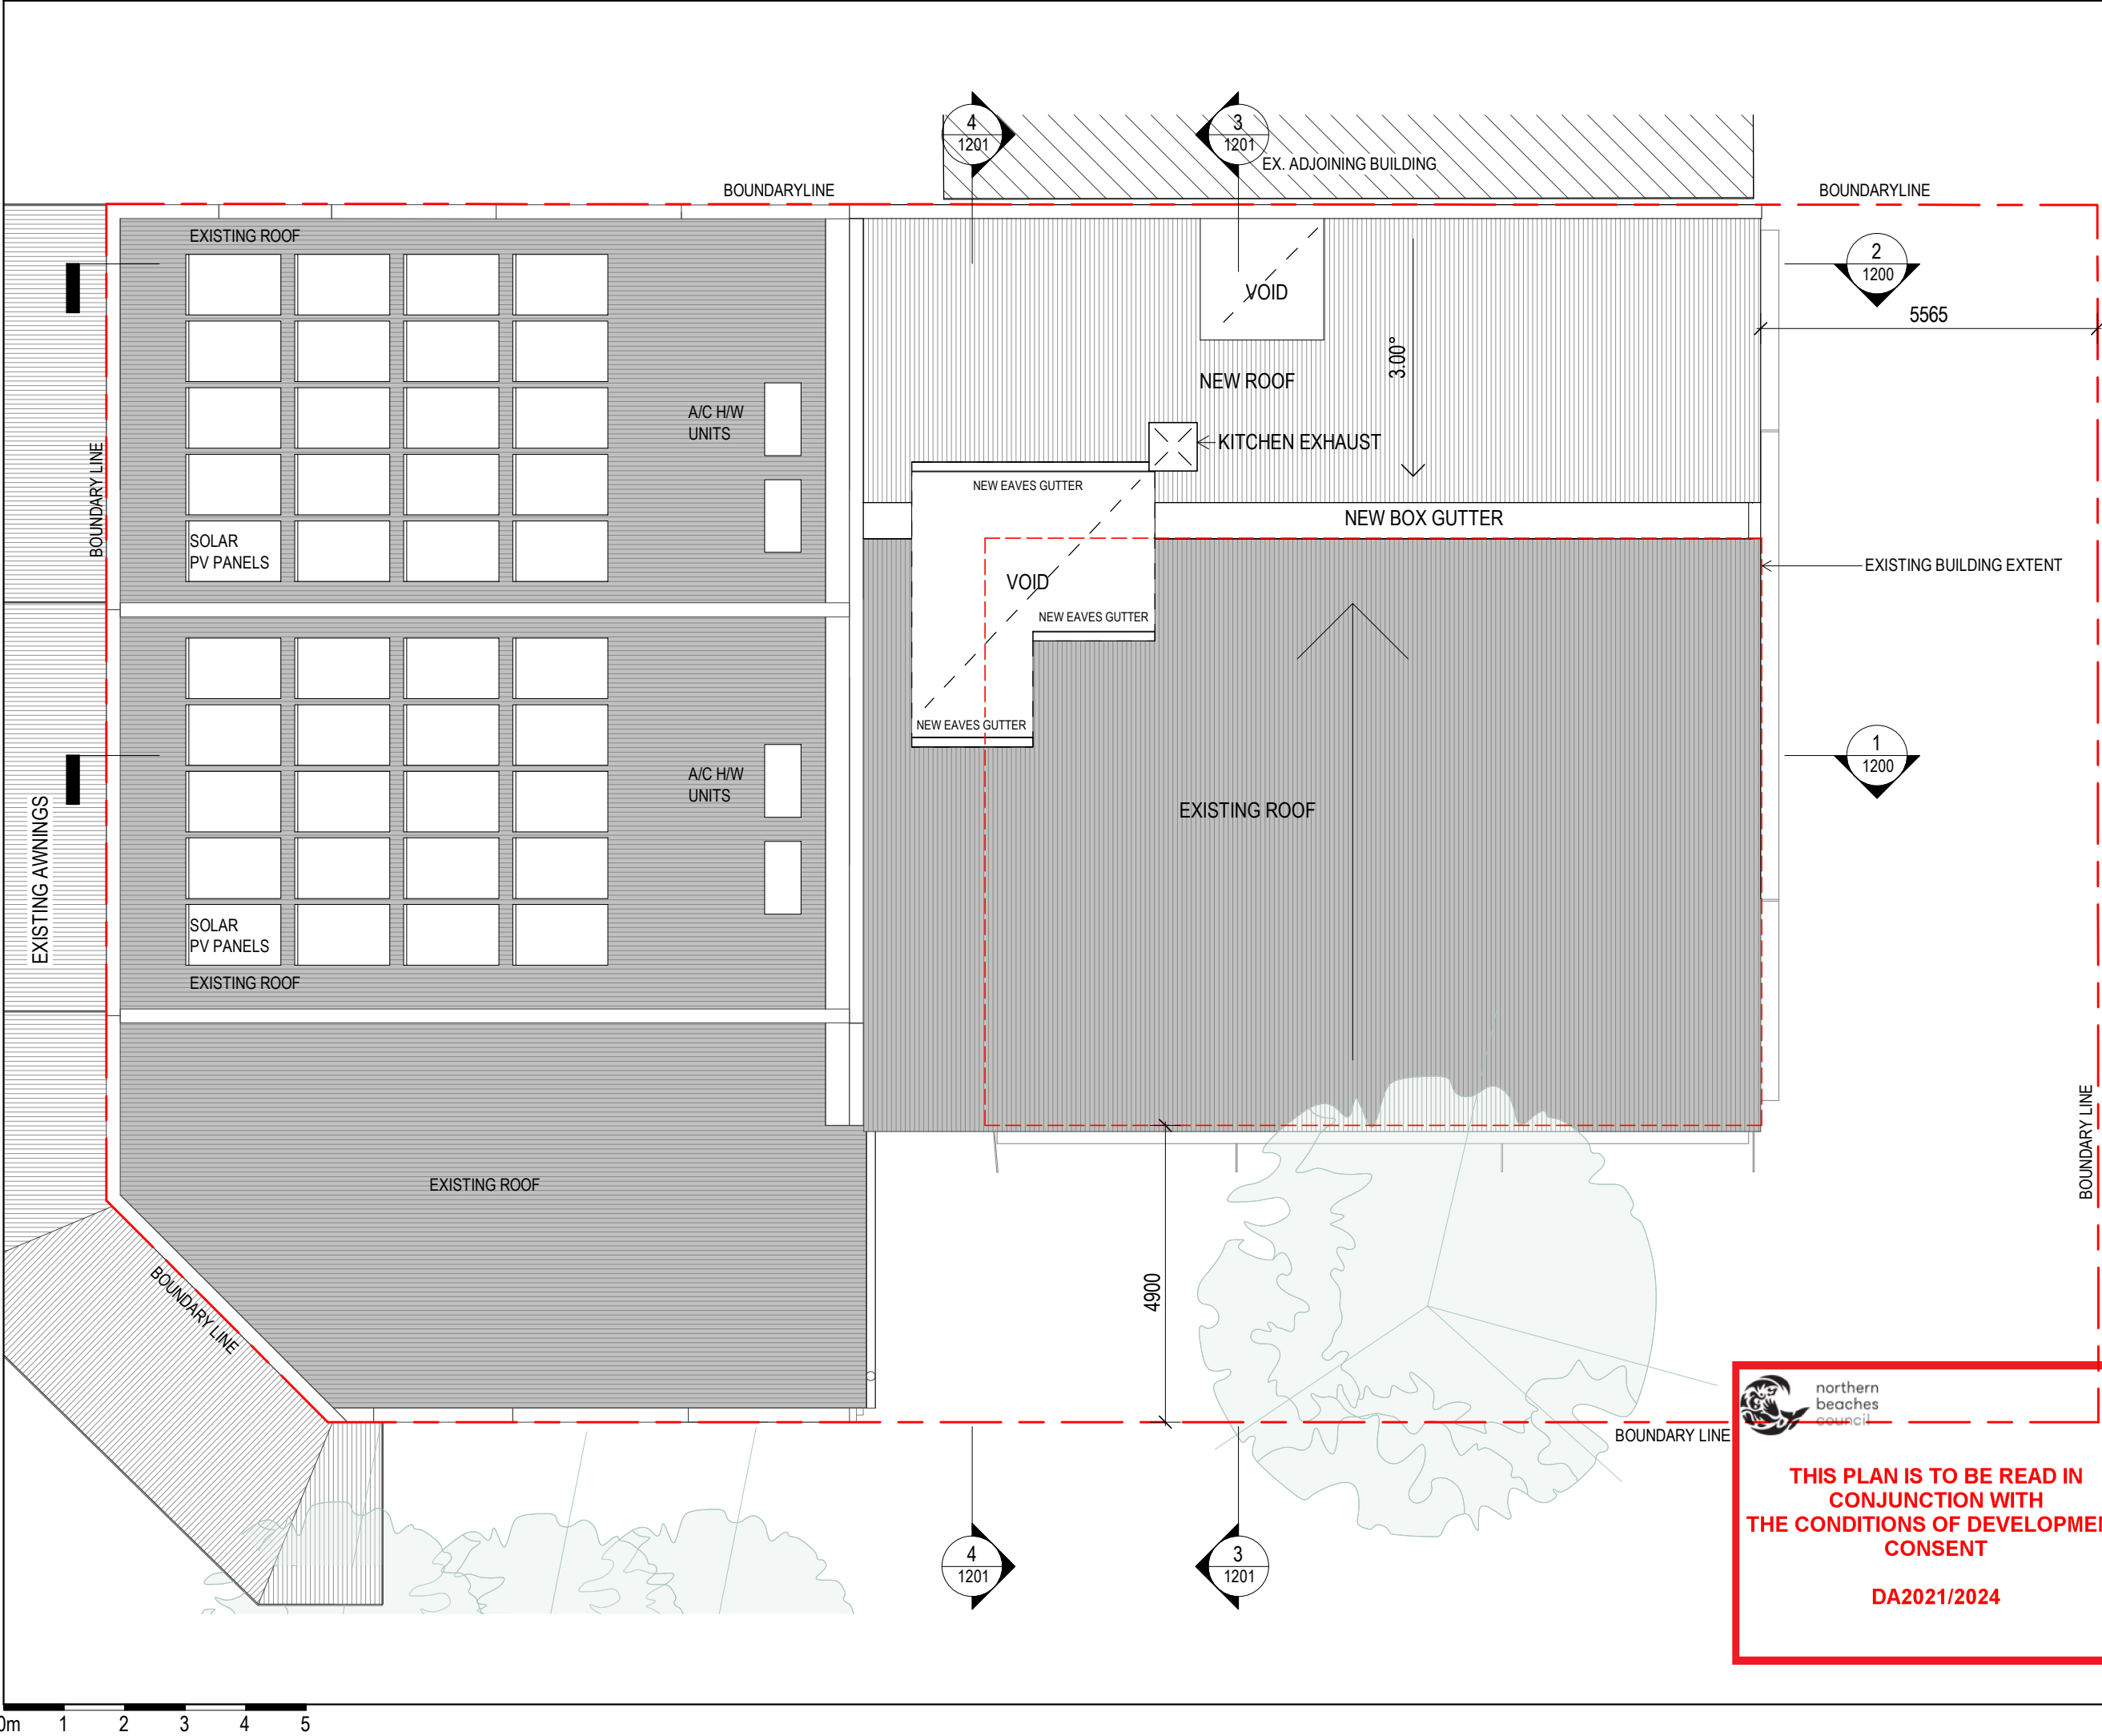 4
1201
3
1201
EX. ADJOINING BUILDING
BOUNDARYLINE
BOUNDARYLINE
EXISTING ROOF
2
1200
VOID
5565
3.00°
NEW ROOF
A/C H/W
UNITS
KITCHEN EXHAUST
BOUNDARY LINE
NEW EAVES GUTTER
NEW BOX GUTTER
SOLAR
PV PANELS
VOID
EXISTING BUILDING EXTENT
NEW EAVES GUTTER
NEW EAVES GUTTER
1
1200
A/C H/W
UNITS
EXISTING ROOF
EXISTING AWNINGS
SOLAR
PV PANELS
EXISTING ROOF
BOUNDARY LINE
EXISTING ROOF
4900
BOUNDARY LINE
northern
beaches
council
BOUNDARY LINE
THIS PLAN IS TO BE READ IN
CONJUNCTION WITH
THE CONDITIONS OF
CONSENT
DA2021/2024
4
1201
3
1201
0m 1 2 3 4 5